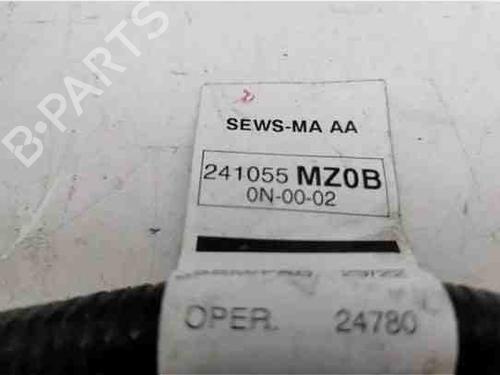 B-PARTS
SEWS-MA AA
241055 MZ0B
0N-00-02
OPER. 24780